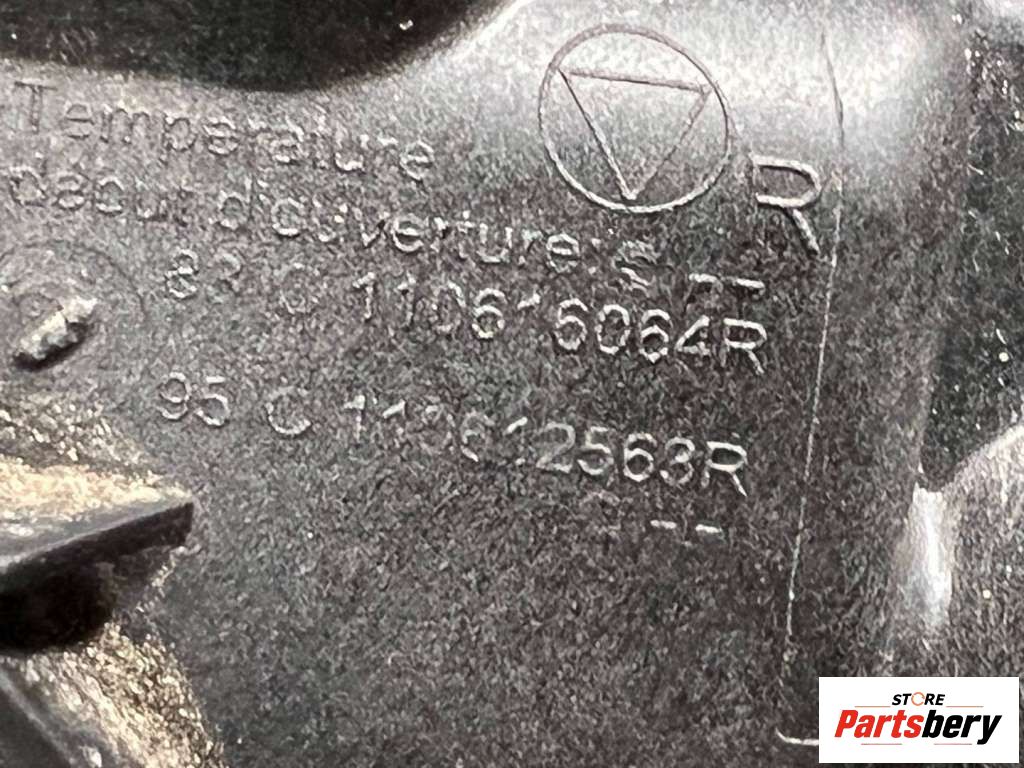 Temperature
debut d'ouverture:
R
83 C 110616064R
95 C 110612563R
--
STORE
Partsbery